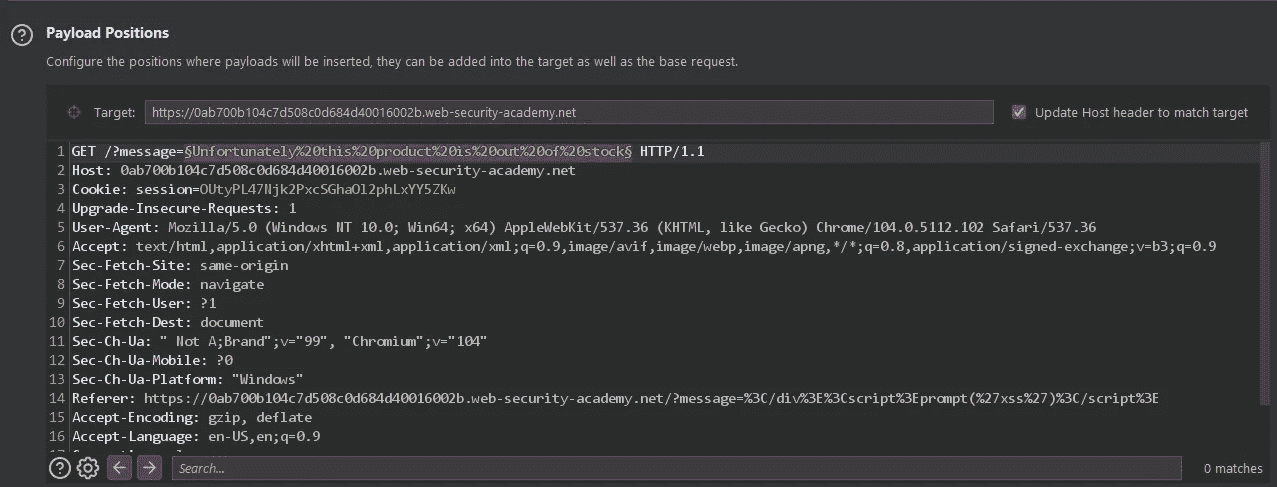 Payload Positions
Configure the positions where payloads will be inserted, they can be added into the target as well as the base request.
Target: https://0ab700b104c7d508c0d684d40016002b.web-security-academy.net Update Host header to match target
1 GET /?message=§Unfortunately%20this%20product%20is%20out%20of%20stock§ HTTP/1.1
2 Host: 0ab700b104c7d508c0d684d40016002b.web-security-academy.net
3 Cookie: session=OUtyPL47Njk2PxcSGhaOl2phLxYY5ZKw
4 Upgrade-Insecure-Requests: 1
5 User-Agent: Mozilla/5.0 (Windows NT 10.0; Win64; x64) AppleWebKit/537.36 (KHTML, like Gecko) Chrome/104.0.5112.102 Safari/537.36
6 Accept: text/html,application/xhtml+xml,application/xml;q=0.9,image/avif,image/webp,image/apng,*/*;q=0.8,application/signed-exchange;v=b3;q=0.9
7 Sec-Fetch-Site: same-origin
8 Sec-Fetch-Mode: navigate
9 Sec-Fetch-User: ?1
10 Sec-Fetch-Dest: document
11 Sec-Ch-Ua: " Not A;Brand";v="99", "Chromium";v="104"
12 Sec-Ch-Ua-Mobile: ?0
13 Sec-Ch-Ua-Platform: "Windows"
14 Referer: https://0ab700b104c7d508c0d684d40016002b.web-security-academy.net/?message=%3C/div%3E%3Cscript%3Eprompt(%27xss%27)%3C/script%3E
15 Accept-Encoding: gzip, deflate
16 Accept-Language: en-US,en;q=0.9
Search... 0 matches